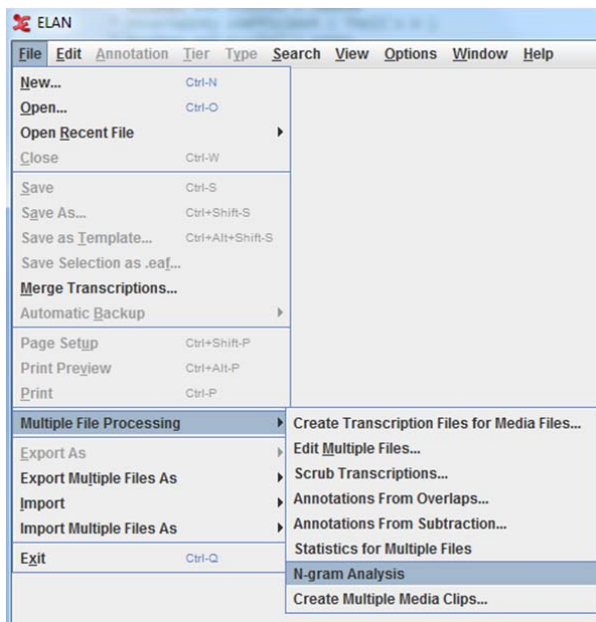 ELAN
File Edit Annotation Tier Type Search View Options Window Help
New... Ctrl-N
Open... Ctrl-O
Open Recent File
Close Ctrl-W
Save Ctrl-S
Save As... Ctrl+Shift-S
Save as Template... Ctrl+Alt+Shift-S
Save Selection as .eaf...
Merge Transcriptions...
Automatic Backup
Page Setup Ctrl+Shift-P
Print Preview Ctrl+Alt-P
Print Ctrl-P
Multiple File Processing
Export As
Export Multiple Files As
Import
Import Multiple Files As
Exit Ctrl-Q
Create Transcription Files for Media Files...
Edit Multiple Files...
Scrub Transcriptions...
Annotations From Overlaps...
Annotations From Subtraction...
Statistics for Multiple Files
N-gram Analysis
Create Multiple Media Clips...